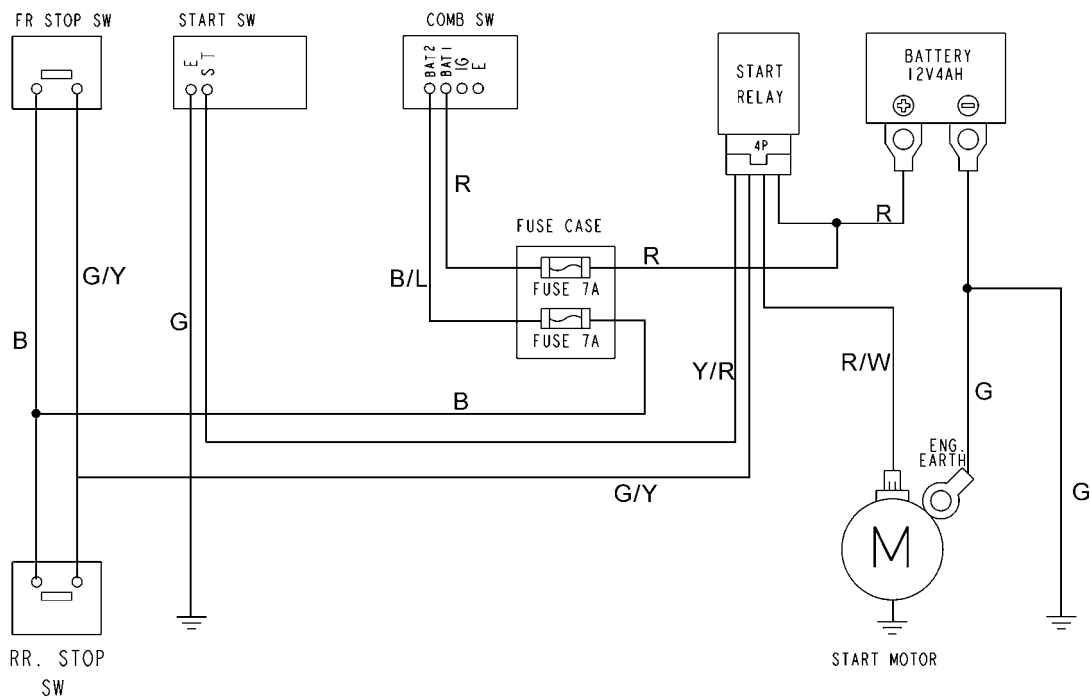 FR STOP SW
START SW
COMB SW
E
ST
BAT2
BAT1
IG
E
START
RELAY
4P
BATTERY
12V4AH
+
-
R
R
FUSE CASE
R
G/Y
B/L
FUSE 7A
G
B
FUSE 7A
Y/R
R/W
B
G
ENG.
EARTH
G/Y
G
M
RR. STOP
SW
START MOTOR